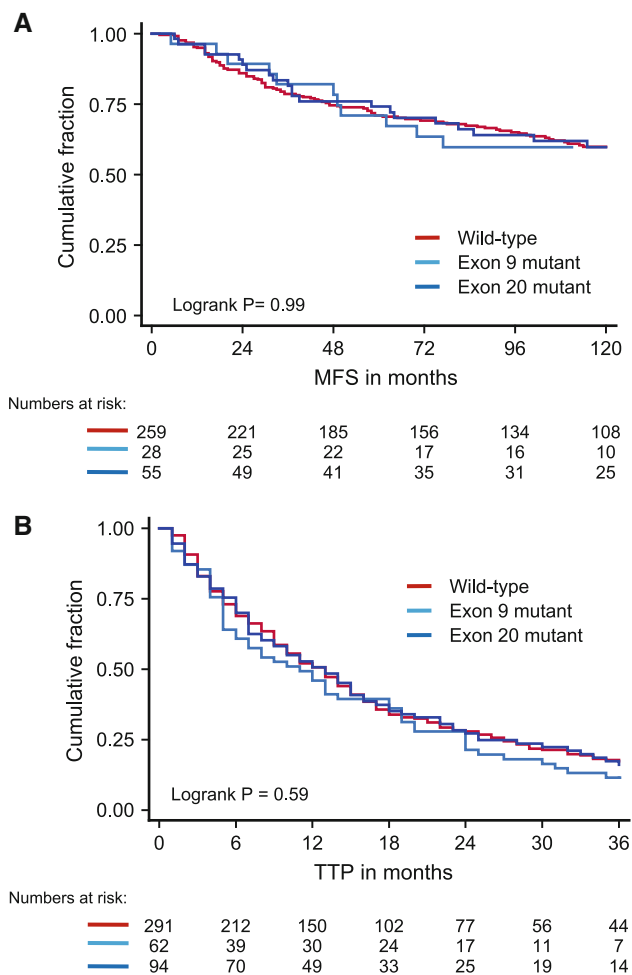 A
1.00
0.75
0.50
0.25
0.00
Cumulative fraction
Wild-type
Exon 9 mutant
Exon 20 mutant
Logrank P= 0.99
0 24 48 72 96 120
MFS in months
Numbers at risk:
259 221 185 156 134 108
28 25 22 17 16 10
55 49 41 35 31 25
B
1.00
0.75
0.50
0.25
0.00
Cumulative fraction
Wild-type
Exon 9 mutant
Exon 20 mutant
Logrank P = 0.59
0 6 12 18 24 30 36
TTP in months
Numbers at risk:
291 212 150 102 77 56 44
62 39 30 24 17 11 7
94 70 49 33 25 19 14